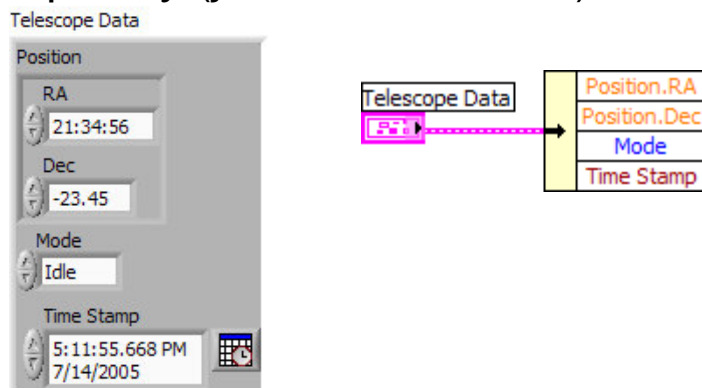 Telescope Data
Position
RA
21:34:56
Dec
-23.45
Mode
Idle
Time Stamp
5:11:55.668 PM
7/14/2005
Telescope Data
Position.RA
Position.Dec
Mode
Time Stamp